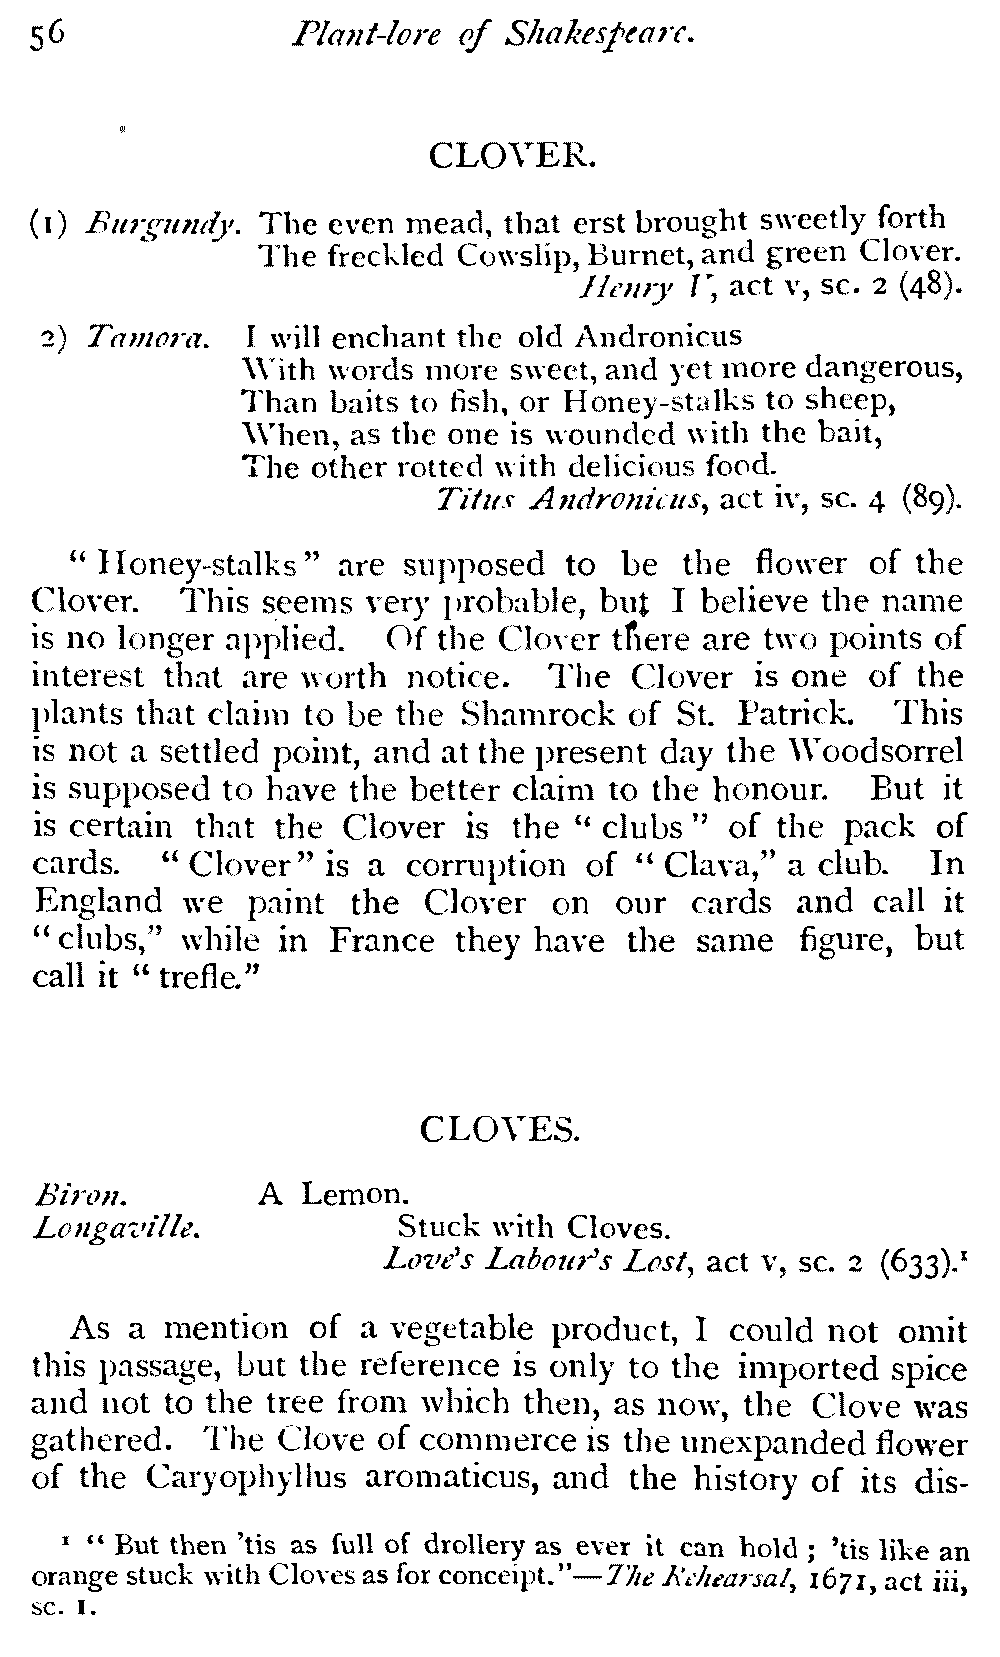 56 Plant-lore of Shakespeare.
CLOVER.
(1) Burgundy. The even mead, that erst brought sweetly forth
The freckled Cowslip, Burnet, and green Clover.
Henry V, act v, sc. 2 (48).
2) Tamora. I will enchant the old Andronicus
With words more sweet, and yet more dangerous,
Than baits to fish, or Honey-stalks to sheep,
When, as the one is wounded with the bait,
The other rotted with delicious food.
Titus Andronicus, act iv, sc. 4 (89).
“ Honey-stalks ” are supposed to be the flower of the
Clover. This seems very probable, but I believe the name
is no longer applied. Of the Clover there are two points of
interest that are worth notice. The Clover is one of the
plants that claim to be the Shamrock of St. Patrick. This
is not a settled point, and at the present day the Woodsorrel
is supposed to have the better claim to the honour. But it
is certain that the Clover is the “ clubs ” of the pack of
cards. “ Clover ” is a corruption of “ Clava,” a club. In
England we paint the Clover on our cards and call it
“ clubs,” while in France they have the same figure, but
call it “ trefle.”
CLOVES.
Biron. A Lemon.
Longaville. Stuck with Cloves.
Love's Labour's Lost, act v, sc. 2 (633).¹
As a mention of a vegetable product, I could not omit
this passage, but the reference is only to the imported spice
and not to the tree from which then, as now, the Clove was
gathered. The Clove of commerce is the unexpanded flower
of the Caryophyllus aromaticus, and the history of its dis-
¹ “ But then 'tis as full of drollery as ever it can hold ; 'tis like an
orange stuck with Cloves as for conceipt.”—The Rehearsal, 1671, act iii,
sc. 1.